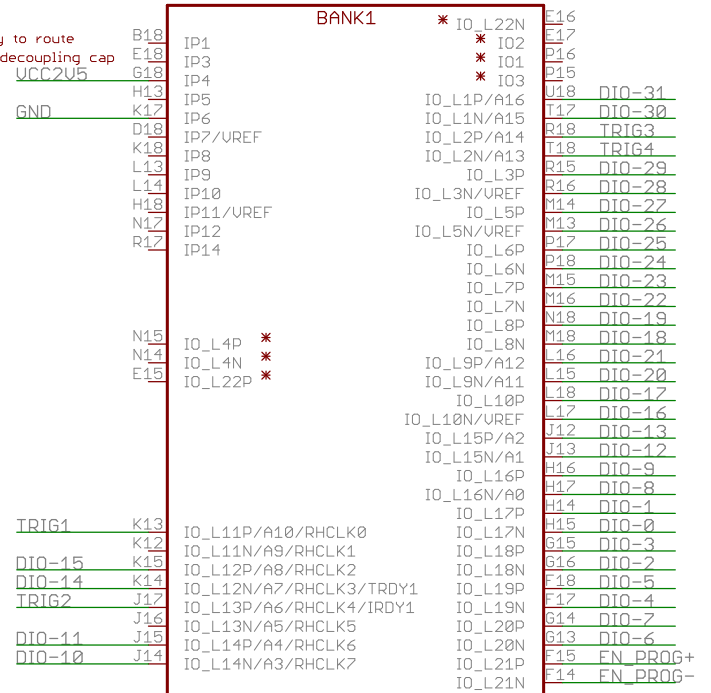 BANK1
y to route
decoupling cap
B18 IP1
E18 IP3
VCC2V5 G18 IP4
H13 IP5
GND K17 IP6
D18 IP7/VREF
K18 IP8
L13 IP9
L14 IP10
H18 IP11/VREF
N17 IP12
R17 IP14
N15 IO_L4P *
N14 IO_L4N *
E15 IO_L22P *
TRIG1 K13 IO_L11P/A10/RHCLK0
K12 IO_L11N/A9/RHCLK1
DIO-15 K15 IO_L12P/A8/RHCLK2
DIO-14 K14 IO_L12N/A7/RHCLK3/TRDY1
TRIG2 J17 IO_L13P/A6/RHCLK4/IRDY1
J16 IO_L13N/A5/RHCLK5
DIO-11 J15 IO_L14P/A4/RHCLK6
DIO-10 J14 IO_L14N/A3/RHCLK7
* IO_L22N E16
* IO2 E17
* IO1 P16
* IO3 P15
IO_L1P/A16 U18 DIO-31
IO_L1N/A15 T17 DIO-30
IO_L2P/A14 R18 TRIG3
IO_L2N/A13 T18 TRIG4
IO_L3P R15 DIO-29
IO_L3N/VREF R16 DIO-28
IO_L5P M14 DIO-27
IO_L5N/VREF M13 DIO-26
IO_L6P P17 DIO-25
IO_L6N P18 DIO-24
IO_L7P M15 DIO-23
IO_L7N M16 DIO-22
IO_L8P N18 DIO-19
IO_L8N M18 DIO-18
IO_L9P/A12 L16 DIO-21
IO_L9N/A11 L15 DIO-20
IO_L10P L18 DIO-17
IO_L10N/VREF L17 DIO-16
IO_L15P/A2 J12 DIO-13
IO_L15N/A1 J13 DIO-12
IO_L16P H16 DIO-9
IO_L16N/A0 H17 DIO-8
IO_L17P H14 DIO-1
IO_L17N H15 DIO-0
IO_L18P G15 DIO-3
IO_L18N G16 DIO-2
IO_L19P F18 DIO-5
IO_L19N F17 DIO-4
IO_L20P G14 DIO-7
IO_L20N G13 DIO-6
IO_L21P F15 EN_PROG+
IO_L21N F14 EN_PROG-